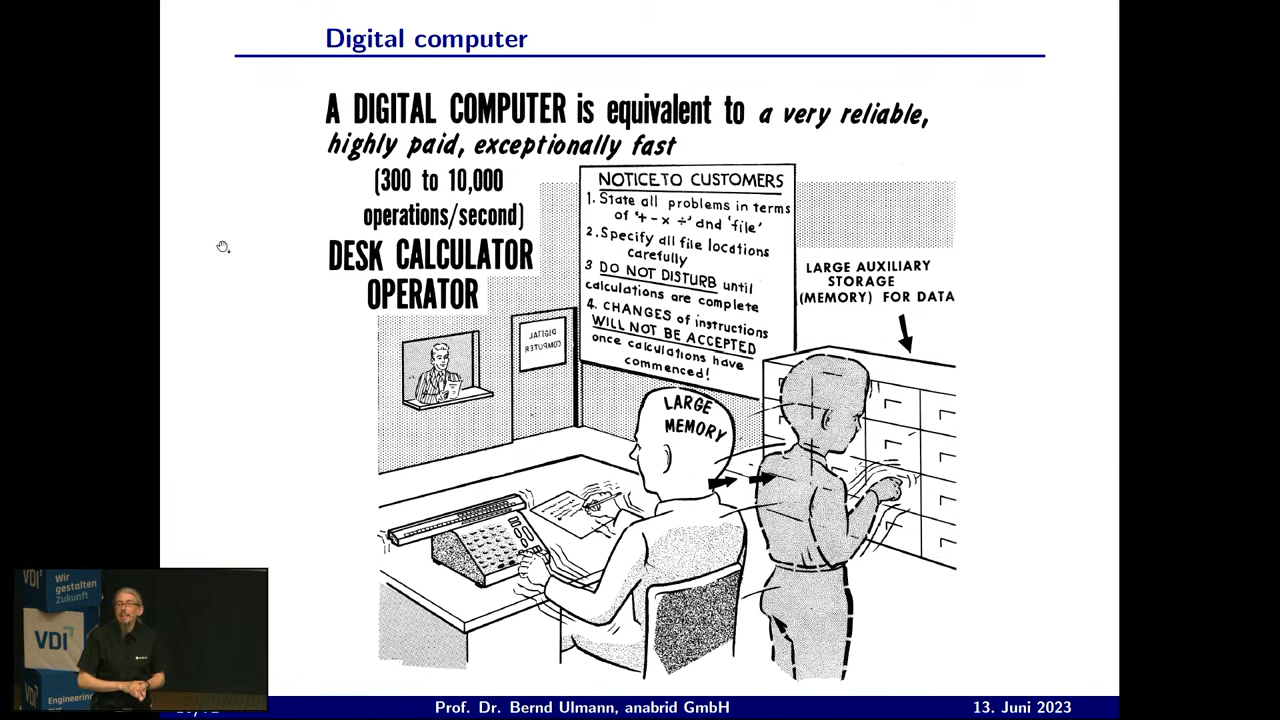 Digital computer
A DIGITAL COMPUTER is equivalent to a very reliable,
highly paid, exceptionally fast
(300 to 10,000
operations/second)
DESK CALCULATOR
OPERATOR
NOTICE TO CUSTOMERS
1. State all problems in terms
of '+ - x ÷' and 'file'
2. Specify all file locations
carefully
3 DO NOT DISTURB until
calculations are complete
4. CHANGES of instructions
WILL NOT BE ACCEPTED
once calculations have
commenced!
LARGE AUXILIARY
STORAGE
(MEMORY) FOR DATA
DIGITAL
COMPUTER
LARGE
MEMORY
VDI
Wir
gestalten
Zukunft
VDI
VDI
Engineering
Prof. Dr. Bernd Ulmann, anabrid GmbH
13. Juni 2023